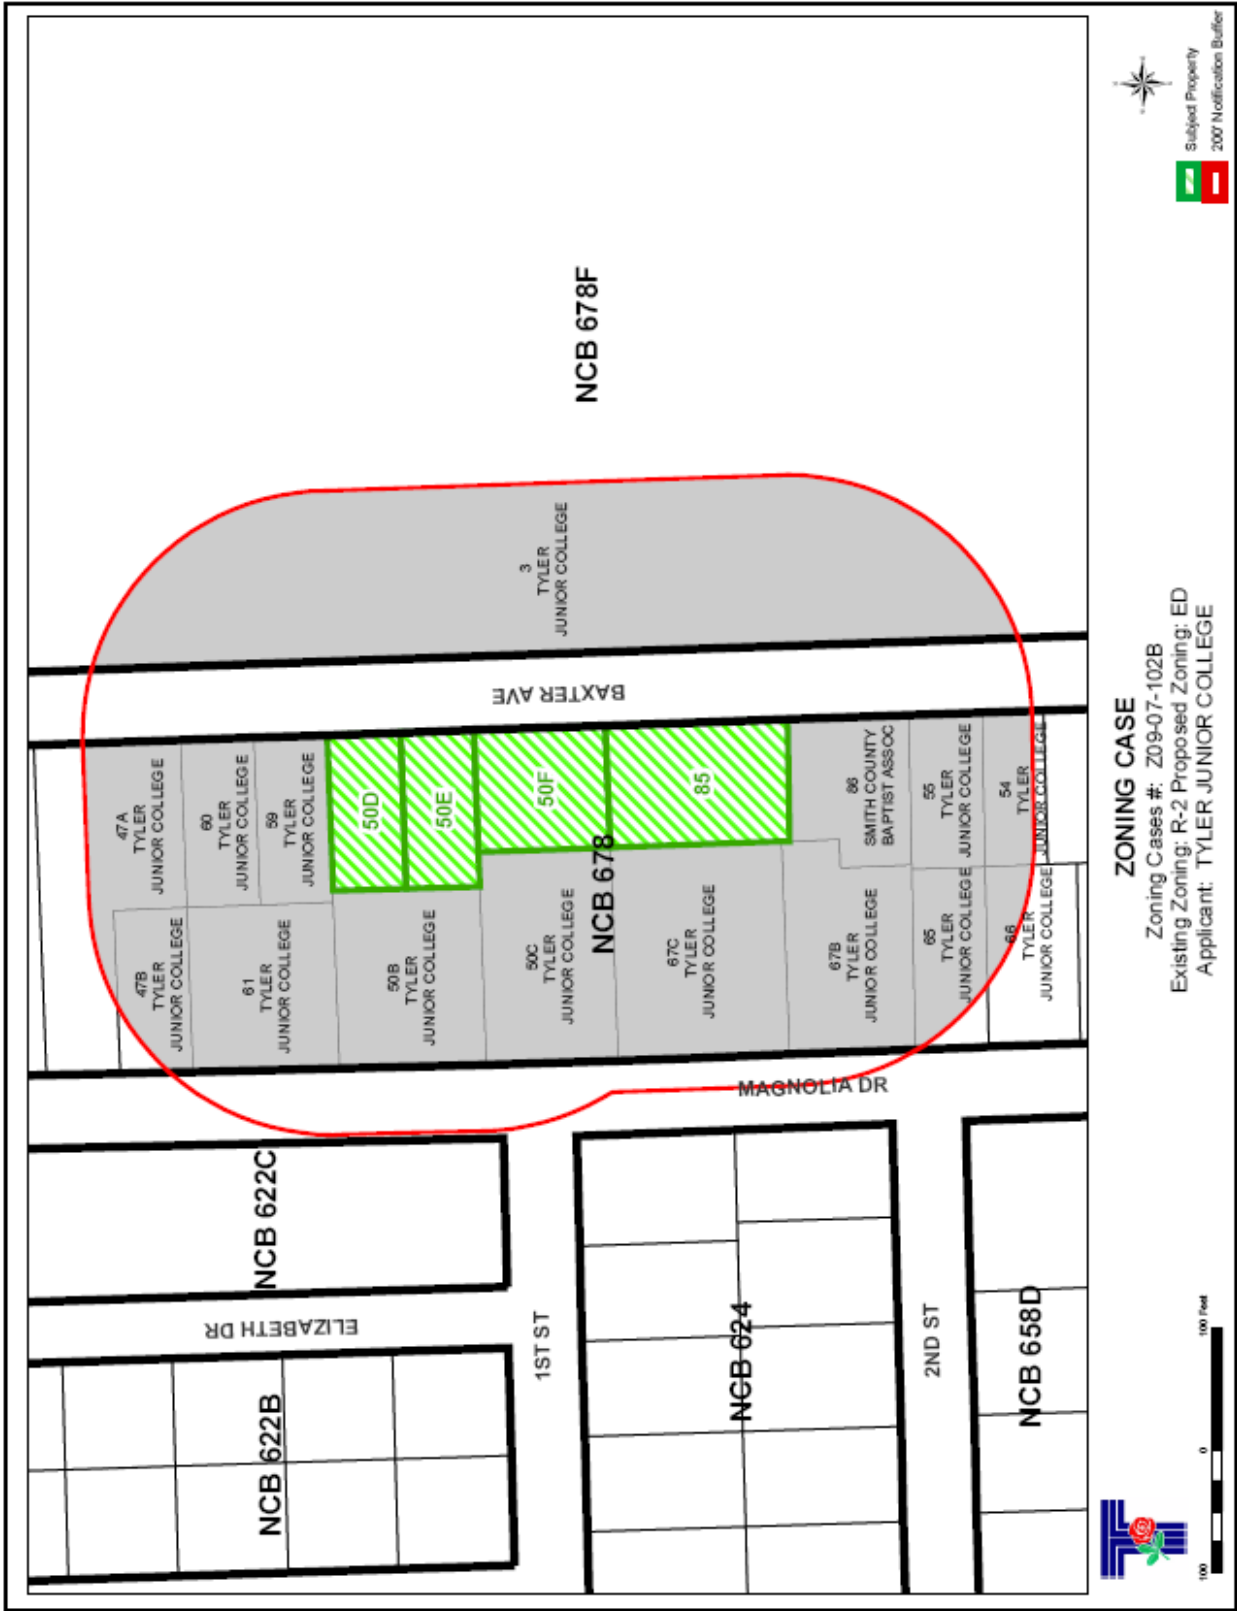 NCB 678F
3
TYLER
JUNIOR COLLEGE
BAXTER AVE
47A
TYLER
JUNIOR COLLEGE
60
TYLER
JUNIOR COLLEGE
59
TYLER
JUNIOR COLLEGE
50D
50E
50F
85
86
SMITH COUNTY
BAPTIST ASSOC
55
TYLER
JUNIOR COLLEGE
54
TYLER
JUNIOR COLLEGE
NCB 678
47B
TYLER
JUNIOR COLLEGE
61
TYLER
JUNIOR COLLEGE
50B
TYLER
JUNIOR COLLEGE
50C
TYLER
JUNIOR COLLEGE
67C
TYLER
JUNIOR COLLEGE
67B
TYLER
JUNIOR COLLEGE
65
TYLER
JUNIOR COLLEGE
66
TYLER
JUNIOR COLLEGE
MAGNOLIA DR
NCB 622C
ELIZABETH DR
NCB 622B
1ST ST
NCB 624
2ND ST
NCB 658D
ZONING CASE
Zoning Cases #: Z09-07-102B
Existing Zoning: R-2 Proposed Zoning: ED
Applicant: TYLER JUNIOR COLLEGE
Subject Property
200' Notification Buffer
100 0 100 Feet